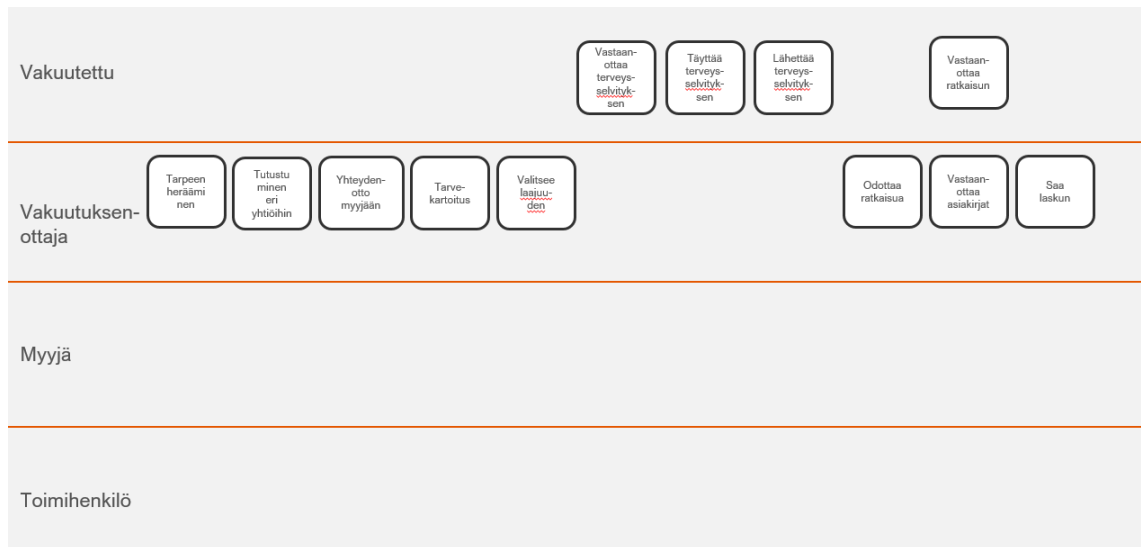 Vakuutettu
Vastaan-
ottaa
terveys-
selvityk-
sen
Täyttää
terveys-
selvityk-
sen
Lähettää
terveys-
selvityk-
sen
Vastaan-
ottaa
ratkaisun
Vakuutuksen-
ottaja
Tarpeen
heräämi
nen
Tutustu
minen
eri
yhtiöihin
Yhteyden-
otto
myyjään
Tarve-
kartoitus
Valitsee
laajuu-
den
Odottaa
ratkaisua
Vastaan-
ottaa
asiakirjat
Saa
laskun
Myyjä
Toimihenkilö